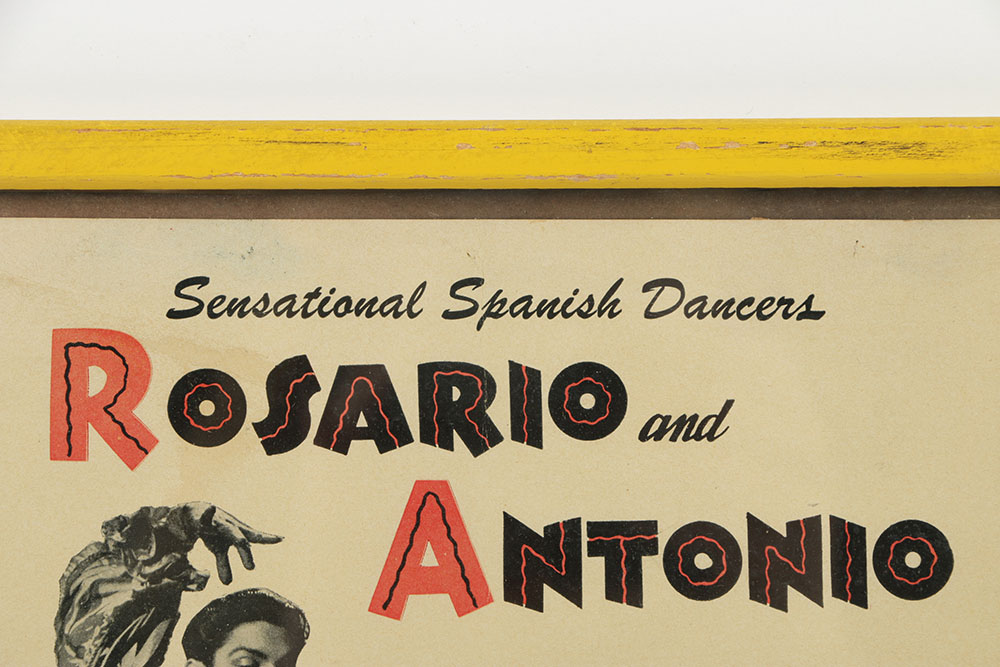 Sensational Spanish Dancers
ROSARIO and
ANTONIO